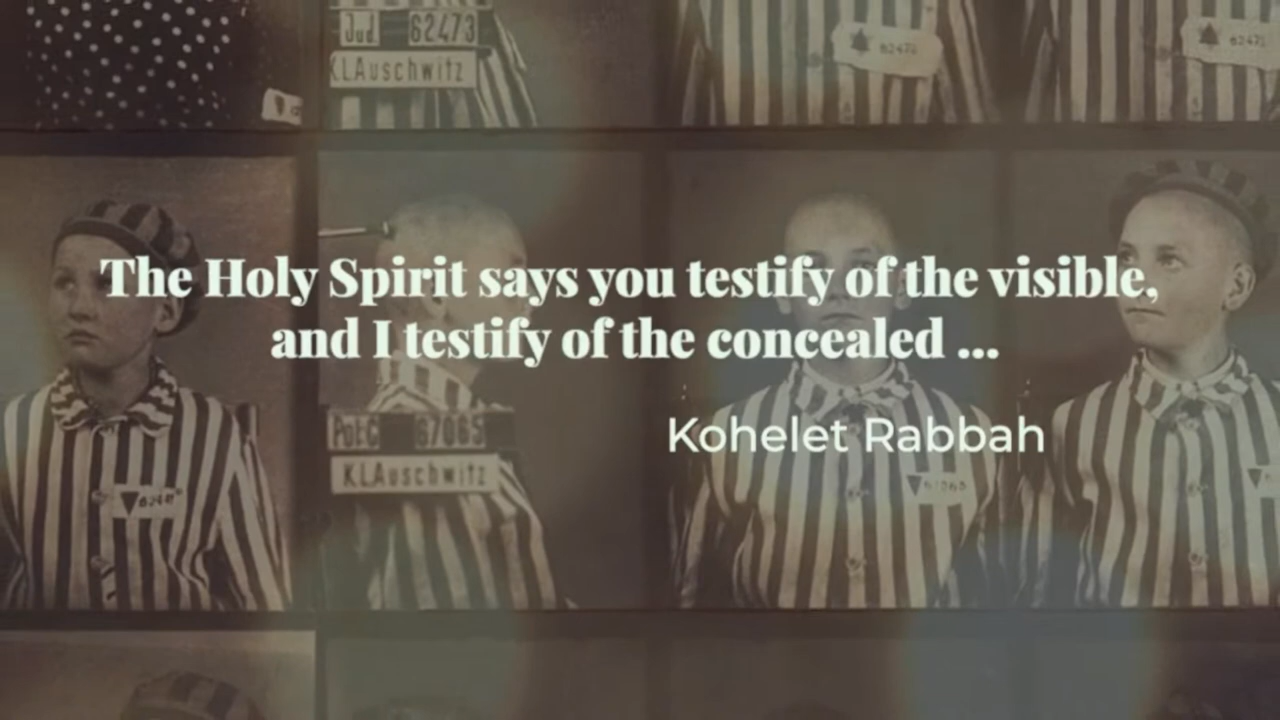 Jud 62473
KLAuschwitz
62472
The Holy Spirit says you testify of the visible,
and I testify of the concealed ...
Kohelet Rabbah
PolC 67065
KLAuschwitz